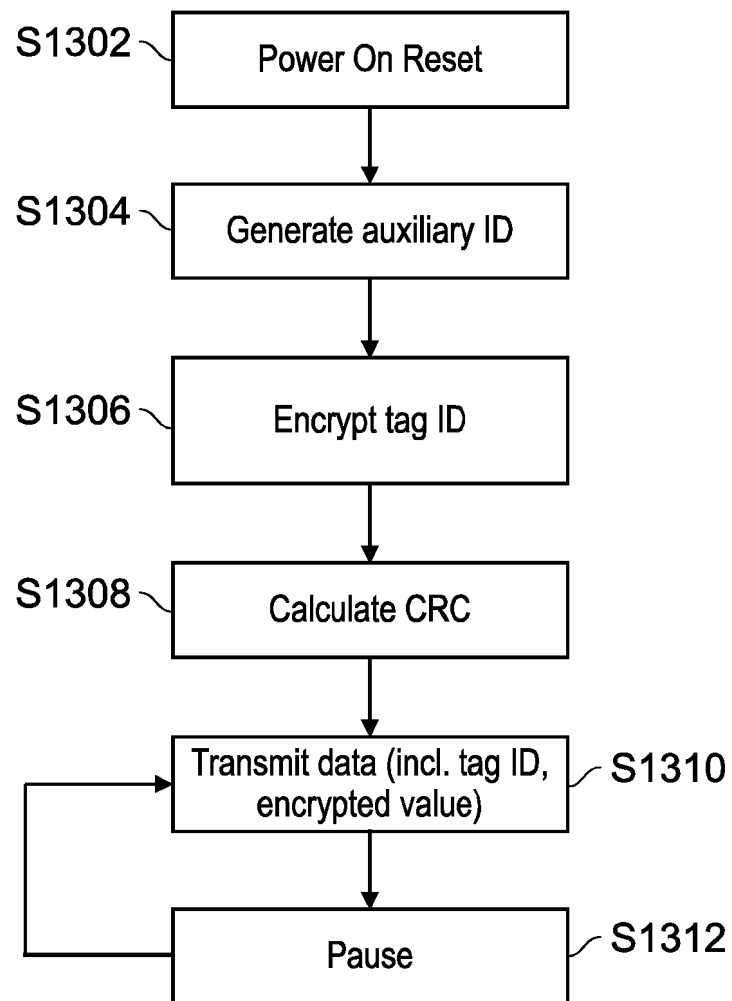 S1302
Power On Reset
S1304
Generate auxiliary ID
S1306
Encrypt tag ID
S1308
Calculate CRC
Transmit data (incl. tag ID,
encrypted value)
S1310
Pause
S1312